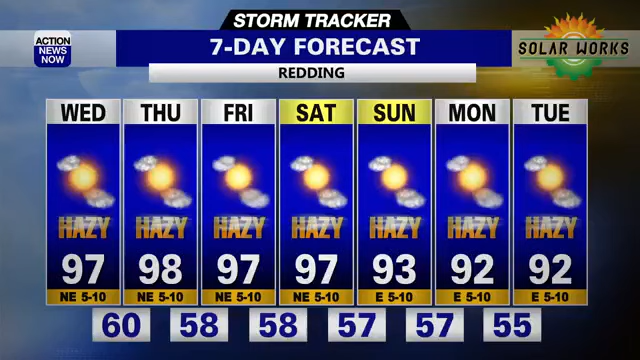 STORM TRACKER
ACTION
NEWS
NOW
7-DAY FORECAST
SOLAR WORKS
REDDING
WED THU FRI SAT SUN MON TUE
HAZY HAZY HAZY HAZY HAZY HAZY HAZY
97 98 97 97 93 92 92
NE 5-10 NE 5-10 NE 5-10 NE 5-10 E 5-10 E 5-10 E 5-10
60 58 58 57 57 55